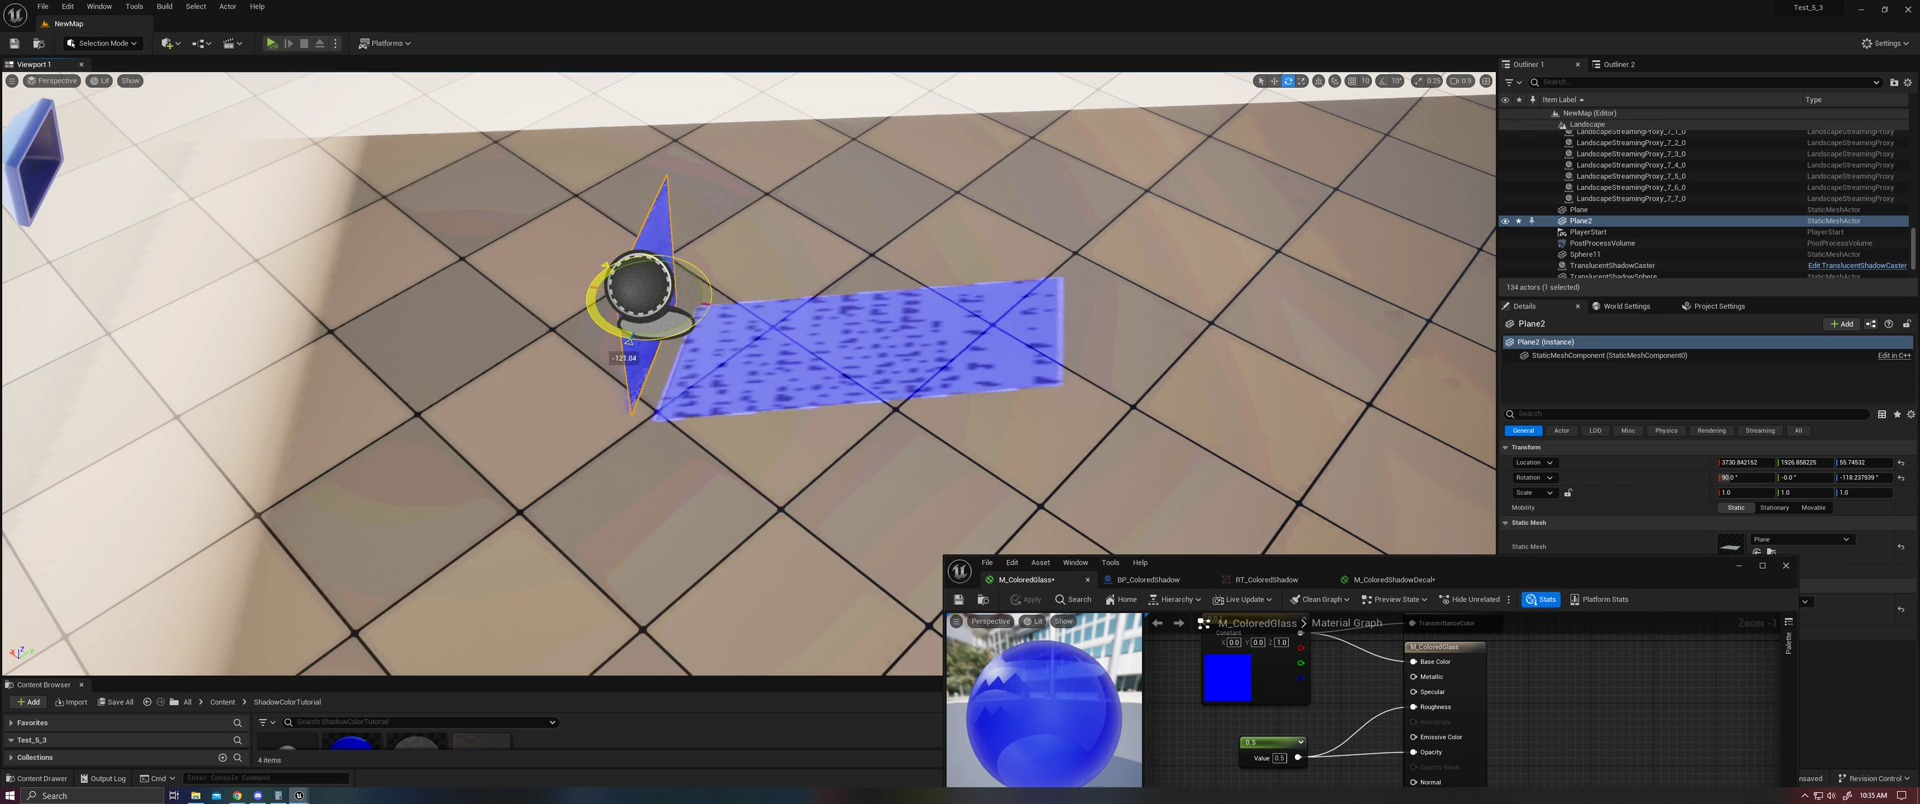 File Edit Window Tools Build Select Actor Help
Test_5_3
NewMap
Selection Mode
Platforms
Settings
Viewport 1
Perspective Lit Show
10 10° 0.25 0.9
-121.84
Outliner 1 Outliner 2
Search...
Item Label Type
NewMap (Editor)
Landscape
LandscapeStreamingProxy_7_1_0 LandscapeStreamingProxy
LandscapeStreamingProxy_7_2_0 LandscapeStreamingProxy
LandscapeStreamingProxy_7_3_0 LandscapeStreamingProxy
LandscapeStreamingProxy_7_4_0 LandscapeStreamingProxy
LandscapeStreamingProxy_7_5_0 LandscapeStreamingProxy
LandscapeStreamingProxy_7_6_0 LandscapeStreamingProxy
LandscapeStreamingProxy_7_7_0 LandscapeStreamingProxy
Plane StaticMeshActor
Plane2 StaticMeshActor
PlayerStart PlayerStart
PostProcessVolume PostProcessVolume
Sphere11 StaticMeshActor
TranslucentShadowCaster Edit TranslucentShadowCaster
TranslucentShadowSphere
134 actors (1 selected)
Details World Settings Project Settings
Plane2
Add
Plane2 (Instance)
StaticMeshComponent (StaticMeshComponent0) Edit in C++
Search
General Actor LOD Misc Physics Rendering Streaming All
Transform
Location 3730.842152 1926.858225 55.74532
Rotation 90.0 ° -0.0 ° -118.237939 °
Scale 1.0 1.0 1.0
Mobility Static Stationary Movable
Static Mesh
Static Mesh Plane
File Edit Asset Window Tools Help
M_ColoredGlass* BP_ColoredShadow RT_ColoredShadow M_ColoredShadowDecal*
Apply Search Home Hierarchy Live Update Clean Graph Preview State Hide Unrelated Stats Platform Stats
Perspective Lit Show
M_ColoredGlass > Material Graph
Zoom -1
Palette
Constant
X 0.0 Y 0.0 Z 1.0
TransmittanceColor
M_ColoredGlass
Base Color
Metallic
Specular
Roughness
Anisotropy
Emissive Color
Opacity
Opacity Mask
Normal
0.5
Value 0.5
Content Browser
Add Import Save All All > Content > ShadowColorTutorial
Favorites
Test_5_3
Collections
Search ShadowColorTutorial
4 items
Content Drawer Output Log Cmd Enter Console Command
Revision Control
Search
10:35 AM